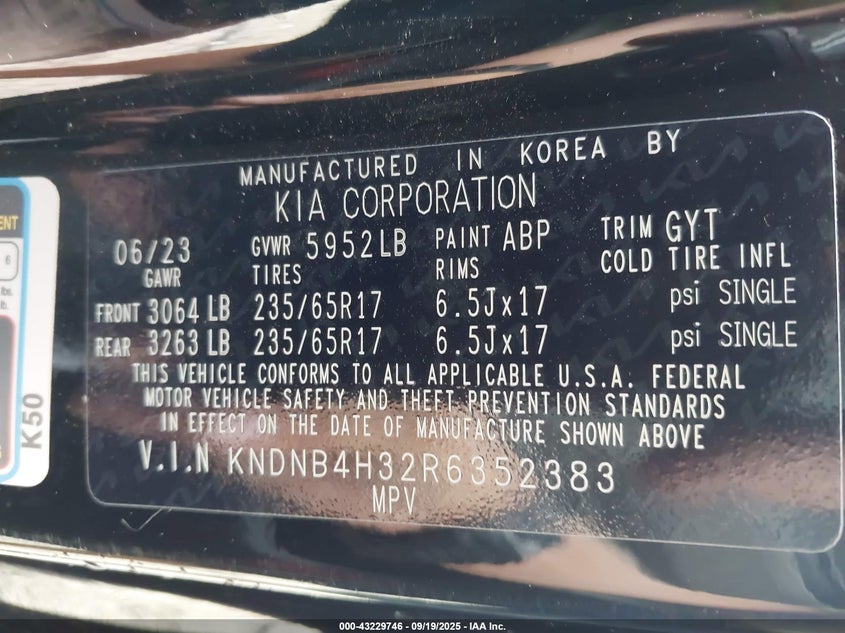 MANUFACTURED IN KOREA BY
KIA CORPORATION
06/23 GVWR 5952LB PAINT ABP TRIM GYT
GAWR TIRES RIMS COLD TIRE INFL
FRONT 3064 LB 235/65R17 6.5Jx17 psi SINGLE
REAR 3263 LB 235/65R17 6.5Jx17 psi SINGLE
THIS VEHICLE CONFORMS TO ALL APPLICABLE U.S.A. FEDERAL
MOTOR VEHICLE SAFETY AND THEFT PREVENTION STANDARDS
IN EFFECT ON THE DATE OF MANUFACTURE SHOWN ABOVE
V.I.N KNDNB4H32R6352383
MPV
6
lbs.
K50
000-43229746 - 09/19/2025 - IAA Inc.